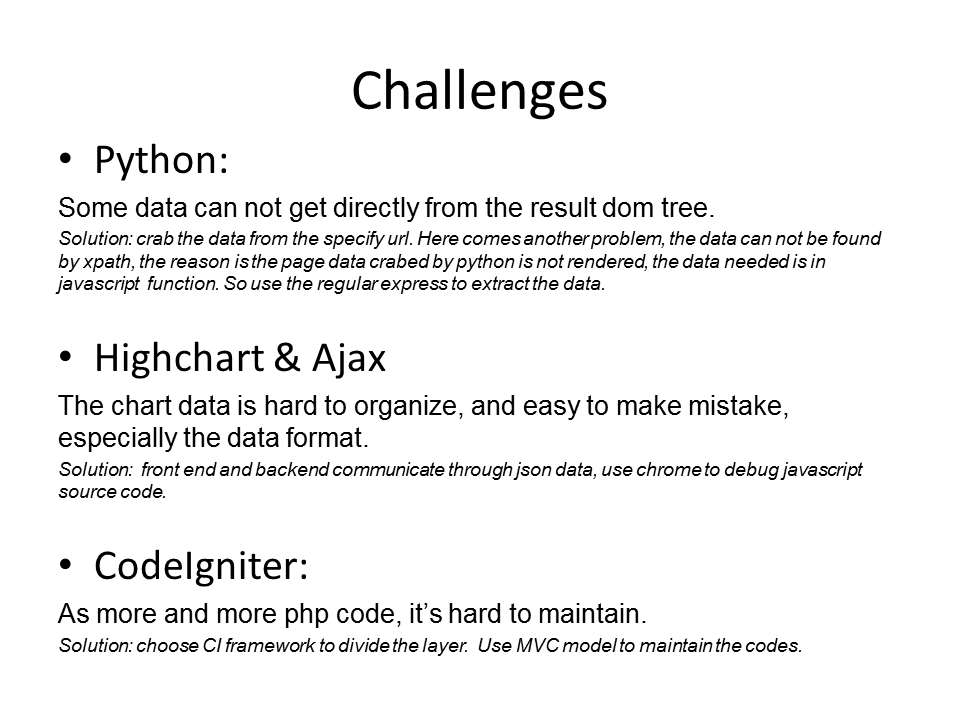 Challenges
• Python:
Some data can not get directly from the result dom tree.
Solution: crab the data from the specify url. Here comes another problem, the data can not be found
by xpath, the reason is the page data crabed by python is not rendered, the data needed is in
javascript function. So use the regular express to extract the data.
• Highchart & Ajax
The chart data is hard to organize, and easy to make mistake,
especially the data format.
Solution: front end and backend communicate through json data, use chrome to debug javascript
source code.
• CodeIgniter:
As more and more php code, it’s hard to maintain.
Solution: choose CI framework to divide the layer. Use MVC model to maintain the codes.